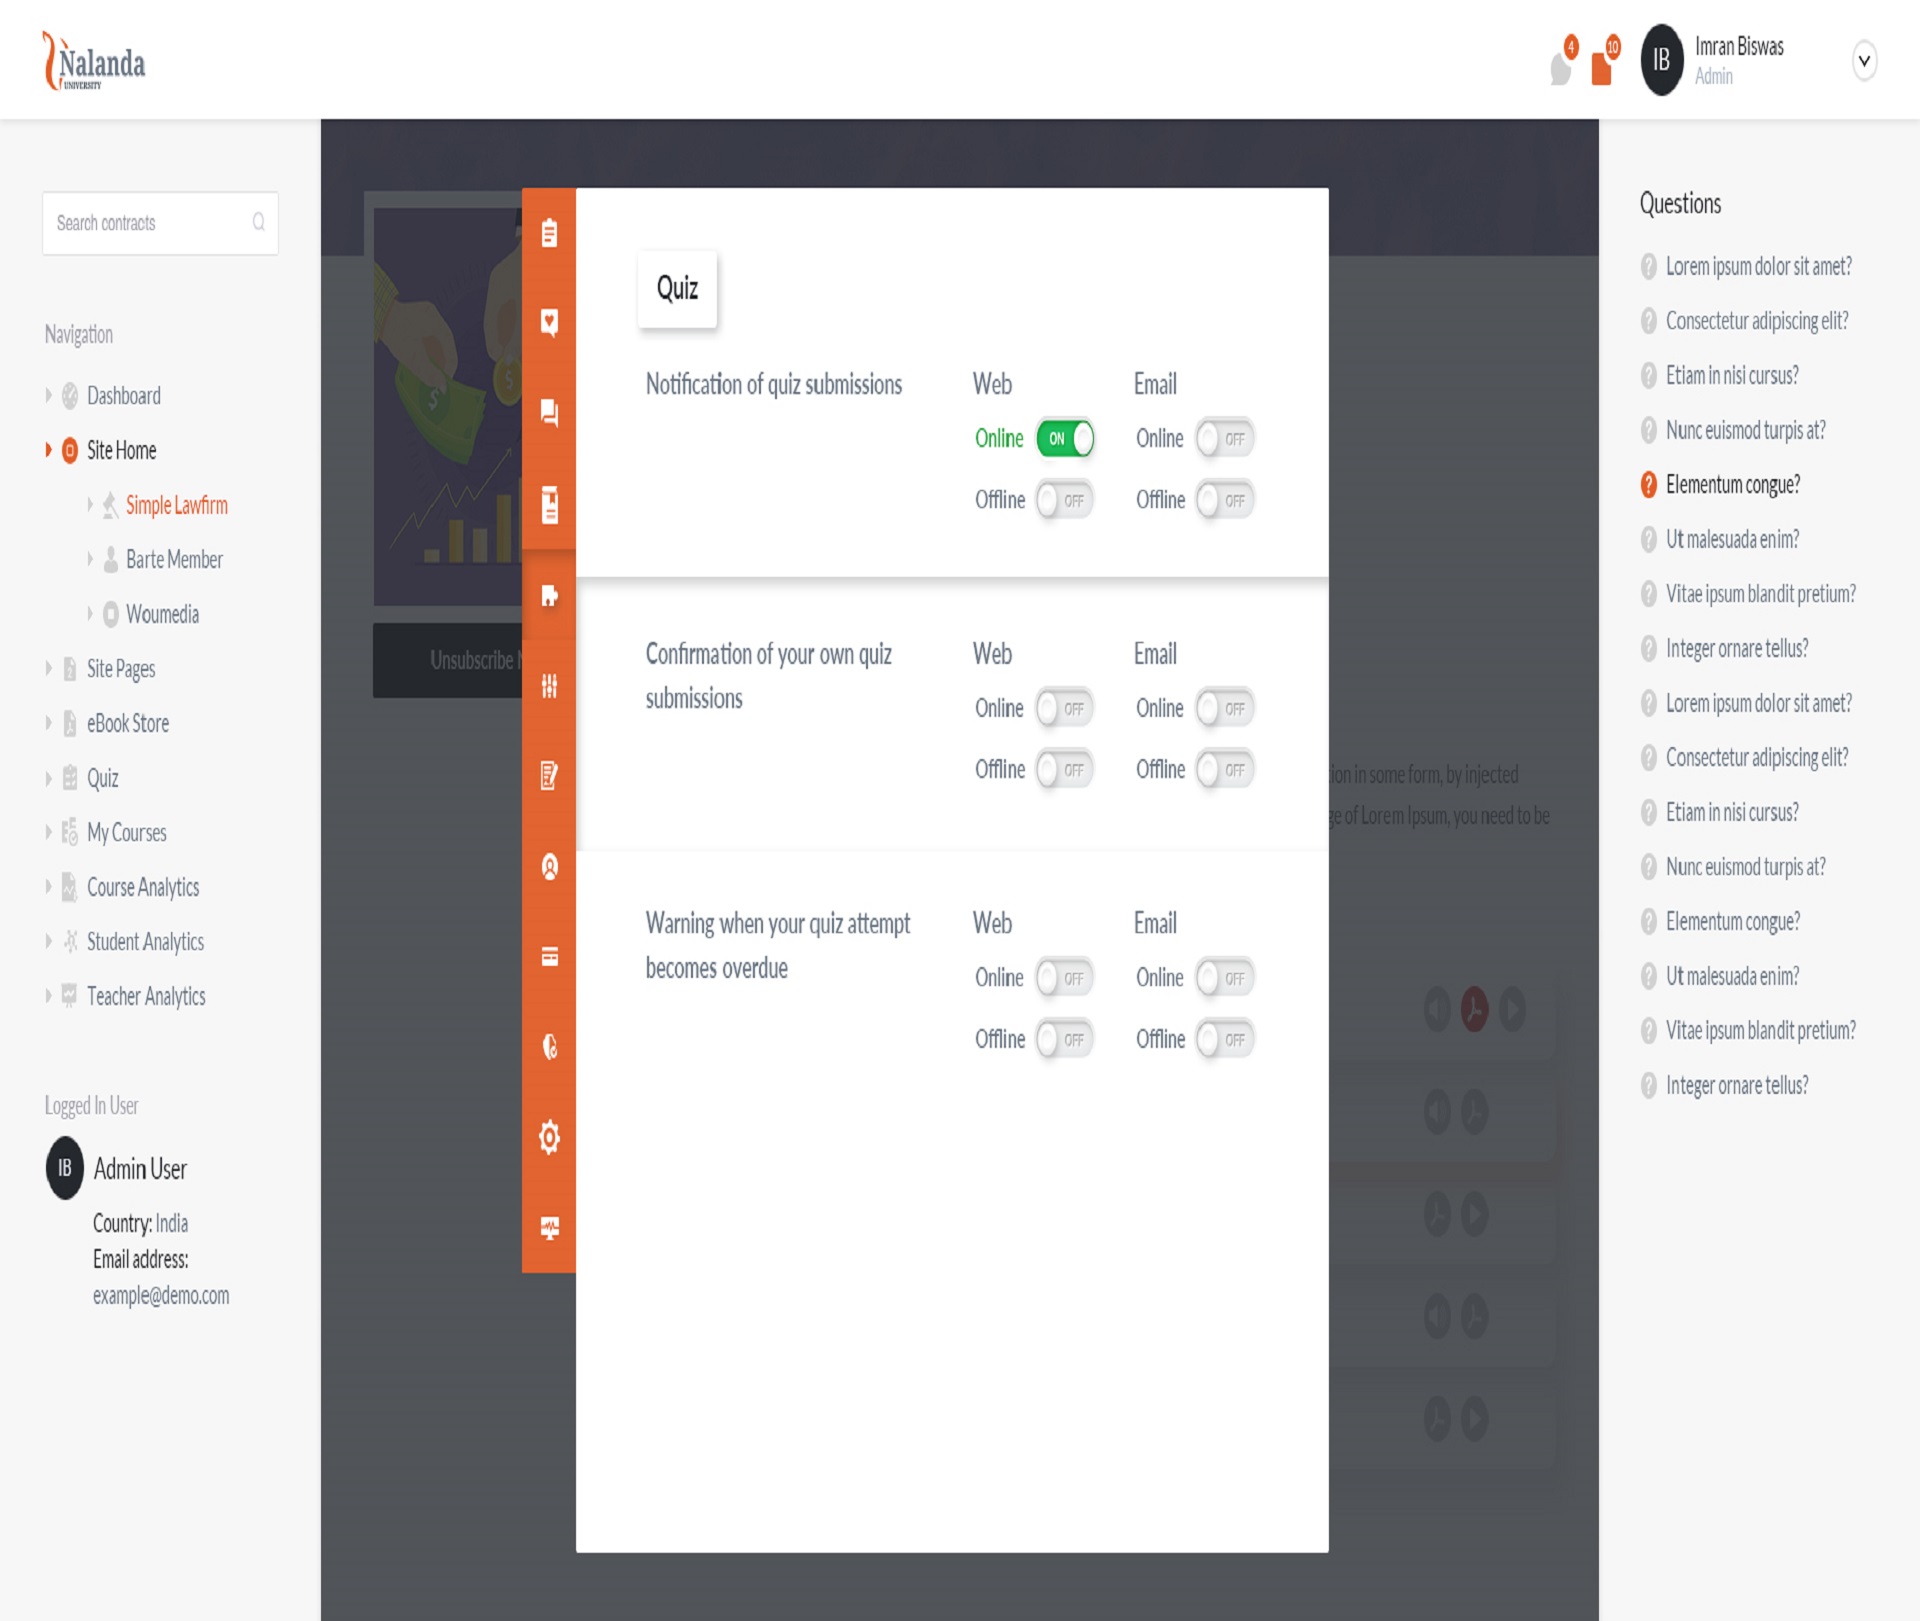 Nalanda
UNIVERSITY
4
10
IB
Imran Biswas
Admin
Search contracts
Navigation
Dashboard
Site Home
Simple Lawfirm
Barte Member
Woumedia
Site Pages
eBook Store
Quiz
My Courses
Course Analytics
Student Analytics
Teacher Analytics
Logged In User
IB
Admin User
Country: India
Email address:
example@demo.com
Unsubscribe
Quiz
Notification of quiz submissions
Web
Email
Online ON
Online OFF
Offline OFF
Offline OFF
Confirmation of your own quiz
submissions
Web
Email
Online OFF
Online OFF
Offline OFF
Offline OFF
Warning when your quiz attempt
becomes overdue
Web
Email
Online OFF
Online OFF
Offline OFF
Offline OFF
in some form, by injected
of Lorem Ipsum, you need to be
Questions
Lorem ipsum dolor sit amet?
Consectetur adipiscing elit?
Etiam in nisi cursus?
Nunc euismod turpis at?
Elementum congue?
Ut malesuada enim?
Vitae ipsum blandit pretium?
Integer ornare tellus?
Lorem ipsum dolor sit amet?
Consectetur adipiscing elit?
Etiam in nisi cursus?
Nunc euismod turpis at?
Elementum congue?
Ut malesuada enim?
Vitae ipsum blandit pretium?
Integer ornare tellus?